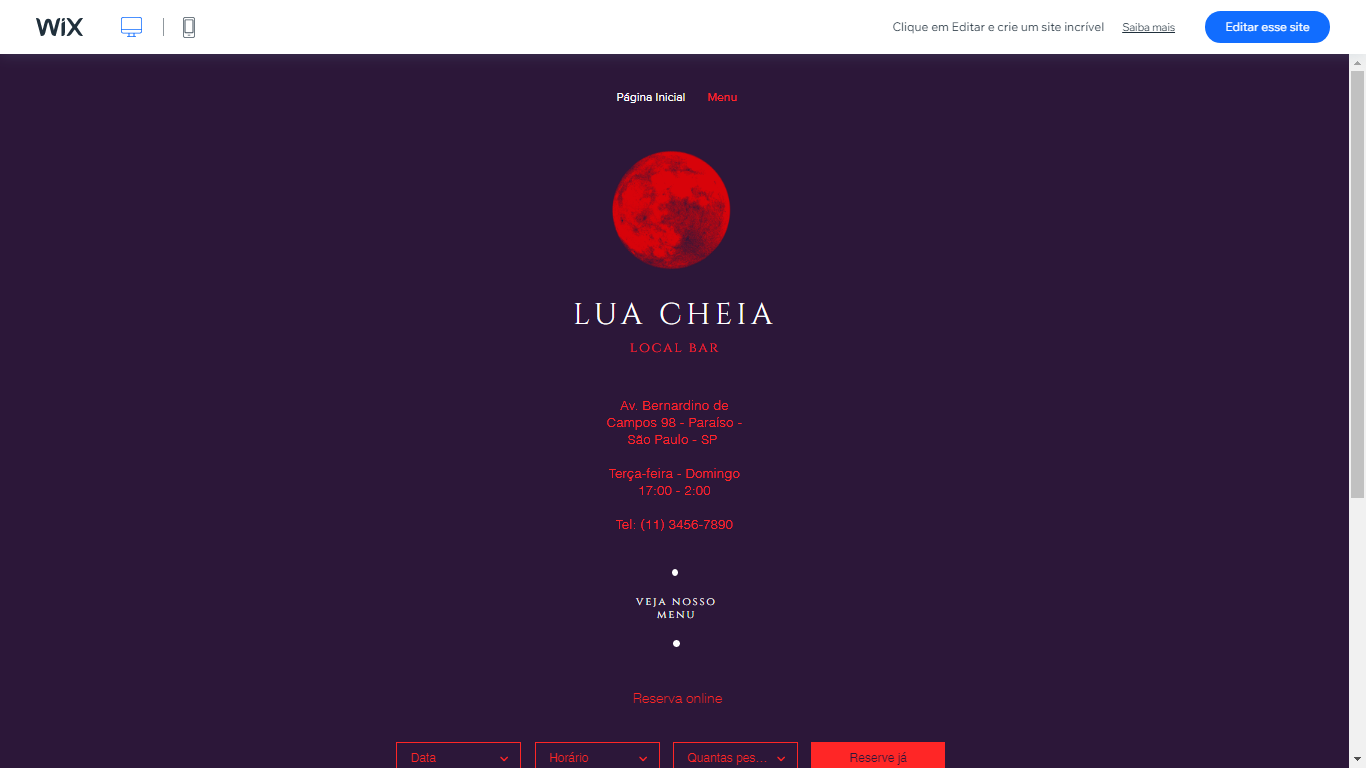 WiX
Clique em Editar e crie um site incrível
Saiba mais
Editar esse site
Página Inicial
Menu
LUA CHEIA
LOCAL BAR
Av. Bernardino de
Campos 98 - Paraíso -
São Paulo - SP
Terça-feira - Domingo
17:00 - 2:00
Tel: (11) 3456-7890
VEJA NOSSO
MENU
Reserva online
Data
Horário
Quantas pes...
Reserve já